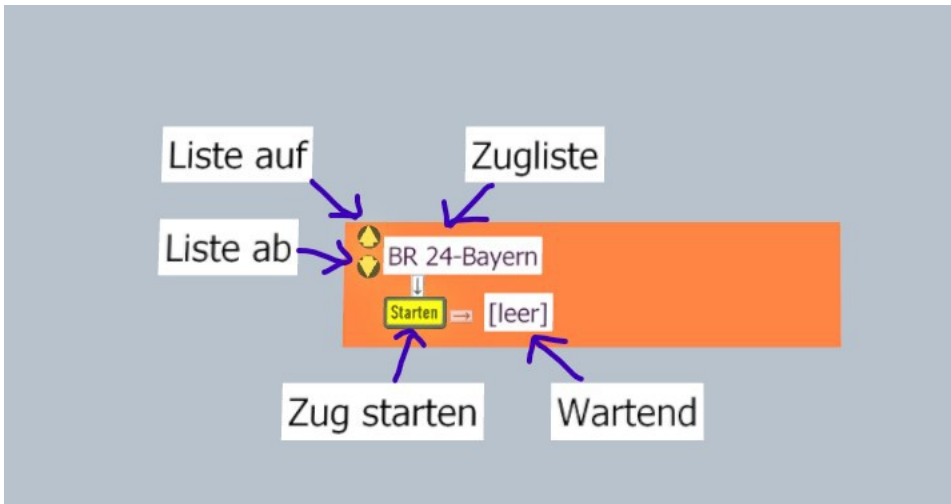 Liste auf
Zugliste
Liste ab
BR 24-Bayern
Starten
[leer]
Zug starten
Wartend